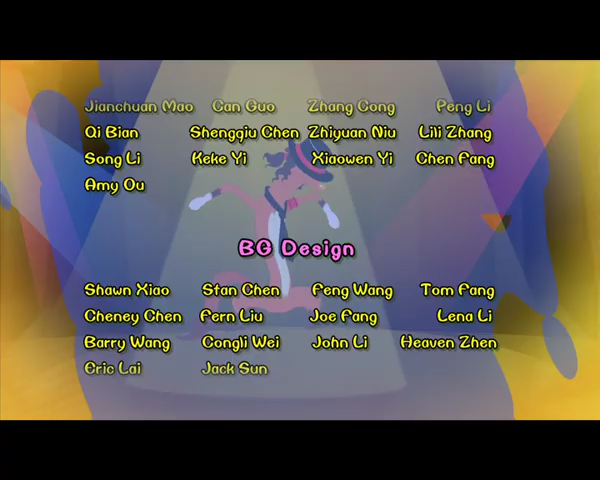 Jianchuan Mao Can Guo Zhang Cong Peng Li
Qi Bian Shengqiu Chen Zhiyuan Niu Lili Zhang
Song Li Keke Yi Xiaowen Yi Chen Fang
Amy Ou
BG Design
Shawn Xiao Stan Chen Feng Wang Tom Fang
Cheney Chen Fern Liu Joe Fang Lena Li
Barry Wang Congli Wei John Li Heaven Zhen
Eric Lai Jack Sun